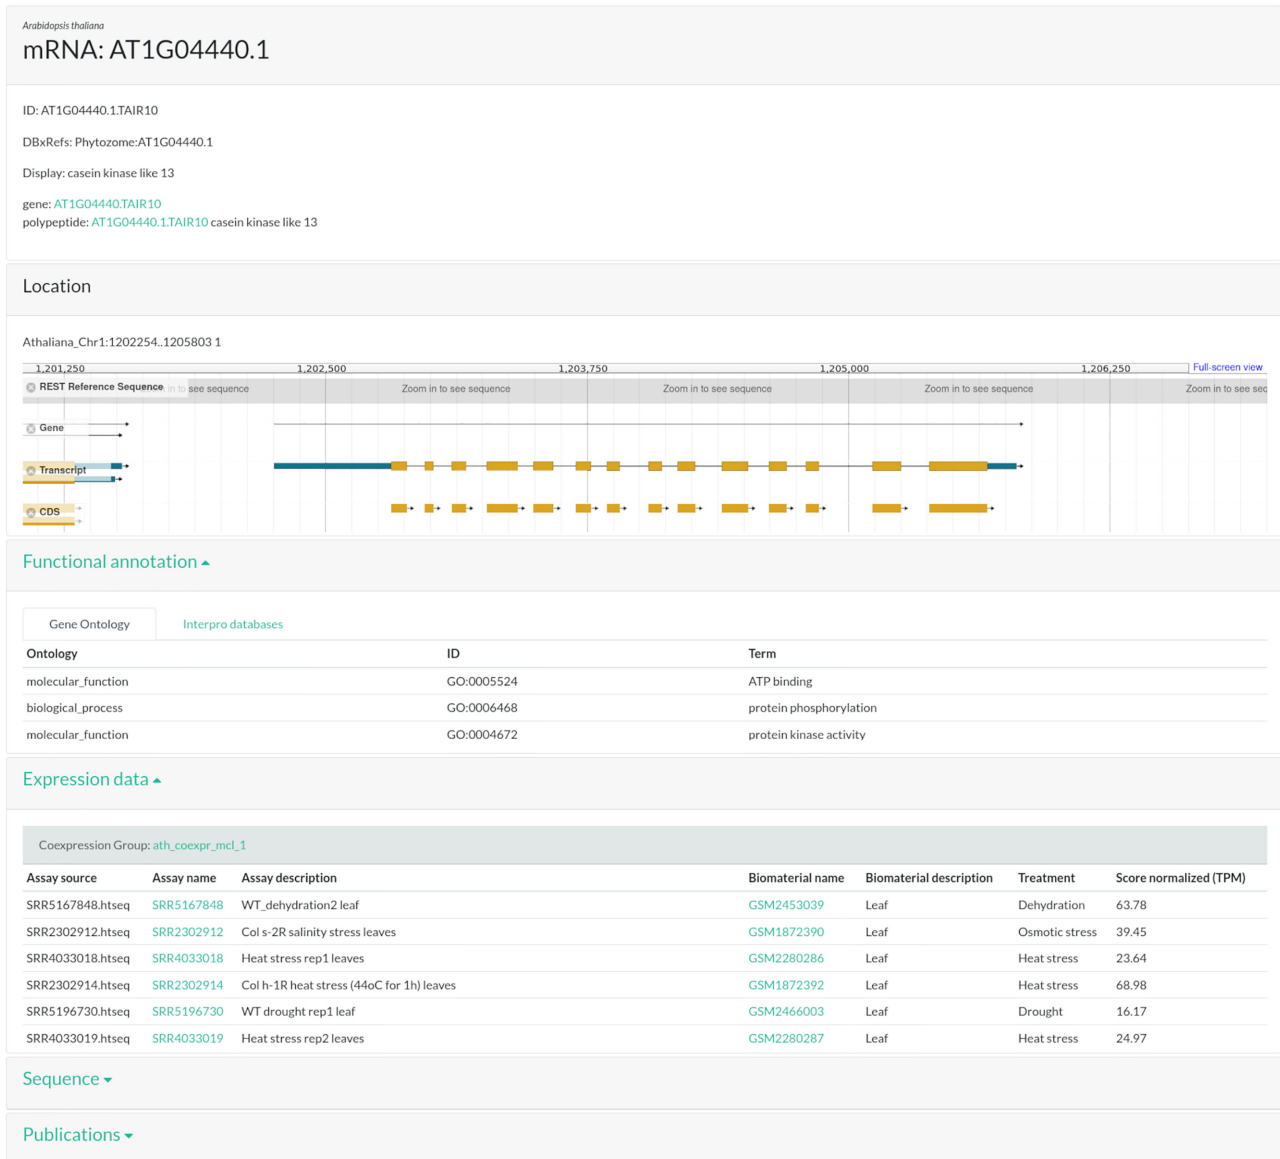 Arabidopsis thaliana
mRNA: AT1G04440.1
ID: AT1G04440.1.TAIR10
DBxRefs: Phytozome:AT1G04440.1
Display: casein kinase like 13
gene: AT1G04440.TAIR10
polypeptide: AT1G04440.1.TAIR10 casein kinase like 13
Location
Athaliana_Chr1:1202254..1205803 1
1,201,250 1,202,500 1,203,750 1,205,000 1,206,250 Full-screen view
REST Reference Sequence in to see sequence Zoom in to see sequence Zoom in to see sequence Zoom in to see sequence Zoom in to see seq
Gene
Transcript
CDS
Functional annotation
Gene Ontology Interpro databases
Ontology ID Term
molecular_function GO:0005524 ATP binding
biological_process GO:0006468 protein phosphorylation
molecular_function GO:0004672 protein kinase activity
Expression data
Coexpression Group: ath_coexpr_mcl_1
Assay source Assay name Assay description Biomaterial name Biomaterial description Treatment Score normalized (TPM)
SRR5167848.htseq SRR5167848 WT_dehydration2 leaf GSM2453039 Leaf Dehydration 63.78
SRR2302912.htseq SRR2302912 Col s-2R salinity stress leaves GSM1872390 Leaf Osmotic stress 39.45
SRR4033018.htseq SRR4033018 Heat stress rep1 leaves GSM2280286 Leaf Heat stress 23.64
SRR2302914.htseq SRR2302914 Col h-1R heat stress (44oC for 1h) leaves GSM1872392 Leaf Heat stress 68.98
SRR5196730.htseq SRR5196730 WT drought rep1 leaf GSM2466003 Leaf Drought 16.17
SRR4033019.htseq SRR4033019 Heat stress rep2 leaves GSM2280287 Leaf Heat stress 24.97
Sequence
Publications